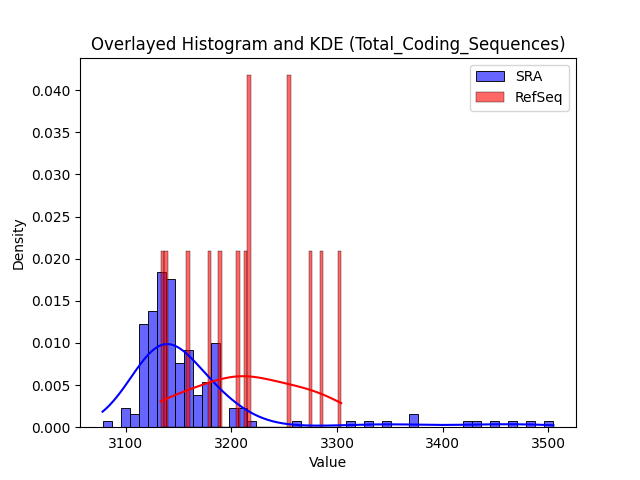 Overlayed Histogram and KDE (Total_Coding_Sequences)
SRA
RefSeq
0.040
0.035
0.030
0.025
0.020
0.015
0.010
0.005
0.000
Density
3100 3200 3300 3400 3500
Value